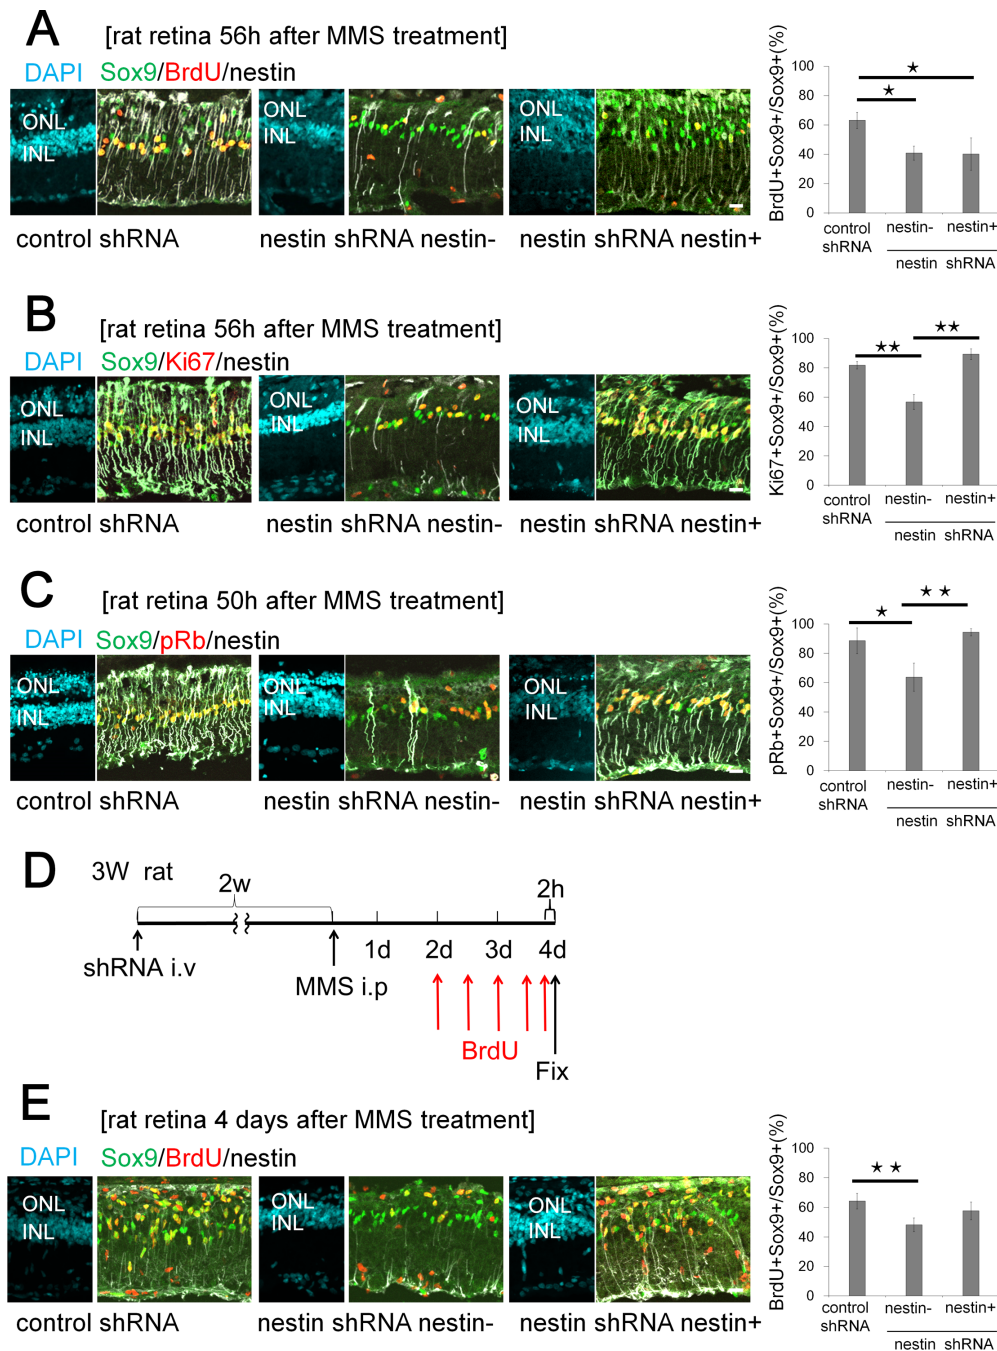 A
[rat retina 56h after MMS treatment]
DAPI Sox9/BrdU/nestin
ONL
INL
ONL
INL
ONL
INL
control shRNA
nestin shRNA nestin-
nestin shRNA nestin+
BrdU+Sox9+/Sox9+(%)
100
80
60
40
20
0
★
★
control shRNA
nestin-
nestin+
nestin shRNA
B
[rat retina 56h after MMS treatment]
DAPI Sox9/Ki67/nestin
ONL
INL
ONL
INL
ONL
INL
control shRNA
nestin shRNA nestin-
nestin shRNA nestin+
Ki67+Sox9+/Sox9+(%)
100
80
60
40
20
0
★★
★★
control shRNA
nestin-
nestin+
nestin shRNA
C
[rat retina 50h after MMS treatment]
DAPI Sox9/pRb/nestin
ONL
INL
ONL
INL
ONL
INL
control shRNA
nestin shRNA nestin-
nestin shRNA nestin+
pRb+Sox9+/Sox9+(%)
100
80
60
40
20
0
★
★ ★
control shRNA
nestin-
nestin+
nestin shRNA
D
3W rat
2w
2h
1d
2d
3d
4d
shRNA i.v
MMS i.p
BrdU
Fix
E
[rat retina 4 days after MMS treatment]
DAPI Sox9/BrdU/nestin
ONL
INL
ONL
INL
ONL
INL
control shRNA
nestin shRNA nestin-
nestin shRNA nestin+
BrdU+Sox9+/Sox9+(%)
100
80
60
40
20
0
★ ★
control shRNA
nestin-
nestin+
nestin shRNA